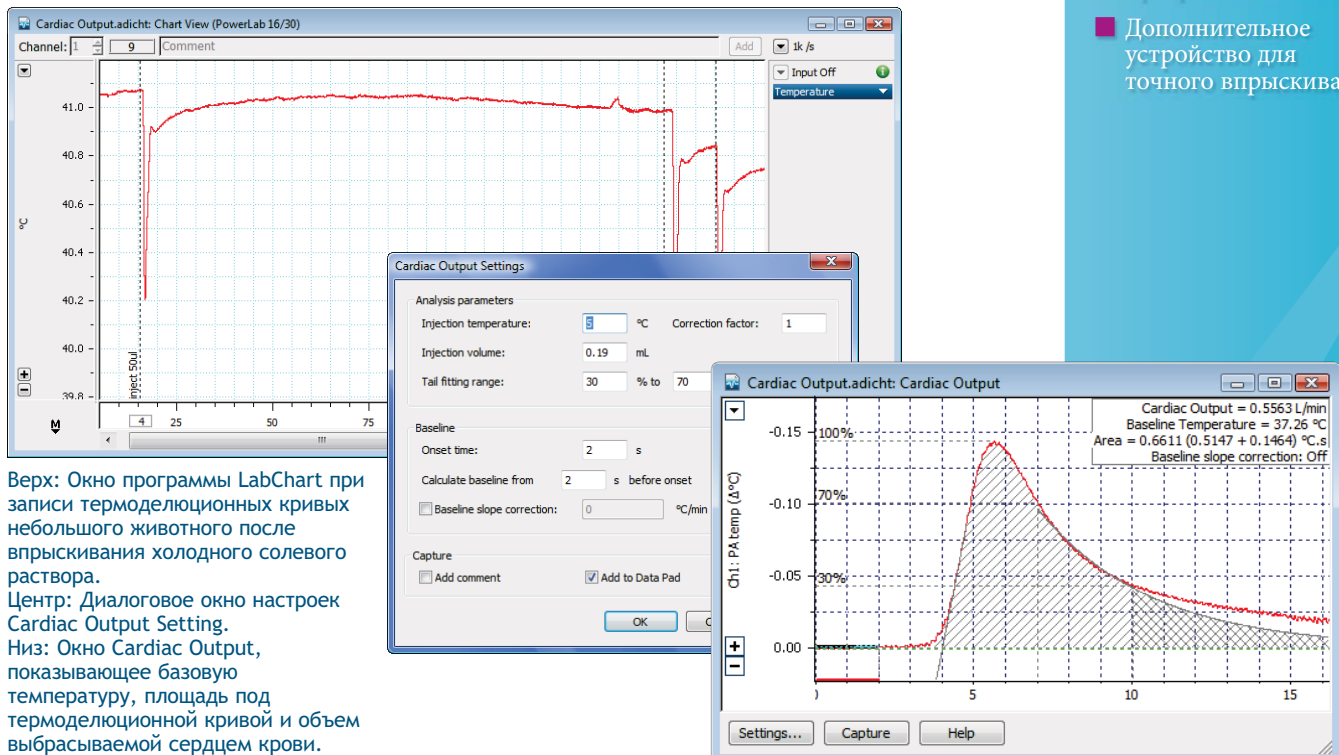 Cardiac Output.adicht: Chart View (PowerLab 16/30)
Channel: 1 9 Comment Add 1k /s
Input Off
Temperature
41.0
40.8
40.6
°C
40.4
40.2
40.0
39.8
inject 50ul
M 4 25 50 75
Дополнительное
устройство для
точного впрыскива
Cardiac Output Settings
Analysis parameters
Injection temperature: 5 °C Correction factor: 1
Injection volume: 0.19 mL
Tail fitting range: 30 % to 70
Baseline
Onset time: 2 s
Calculate baseline from 2 s before onset
Baseline slope correction: 0 °C/min
Capture
Add comment Add to Data Pad
OK C
Cardiac Output.adicht: Cardiac Output
Cardiac Output = 0.5563 L/min
Baseline Temperature = 37.26 °C
Area = 0.6611 (0.5147 + 0.1464) °C.s
Baseline slope correction: Off
-0.15 100%
-0.10 70%
-0.05 30%
0.00
Ch1: PA temp (Δ°C)
5 10 15
Settings... Capture Help
Верх: Окно программы LabChart при
записи термоделюционных кривых
небольшого животного после
впрыскивания холодного солевого
раствора.
Центр: Диалоговое окно настроек
Cardiac Output Setting.
Низ: Окно Cardiac Output,
показывающее базовую
температуру, площадь под
термоделюционной кривой и объем
выбрасываемой сердцем крови.